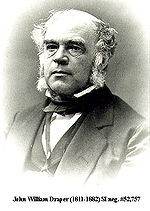 John William Draper (1811-1882) SI neg. #52,757